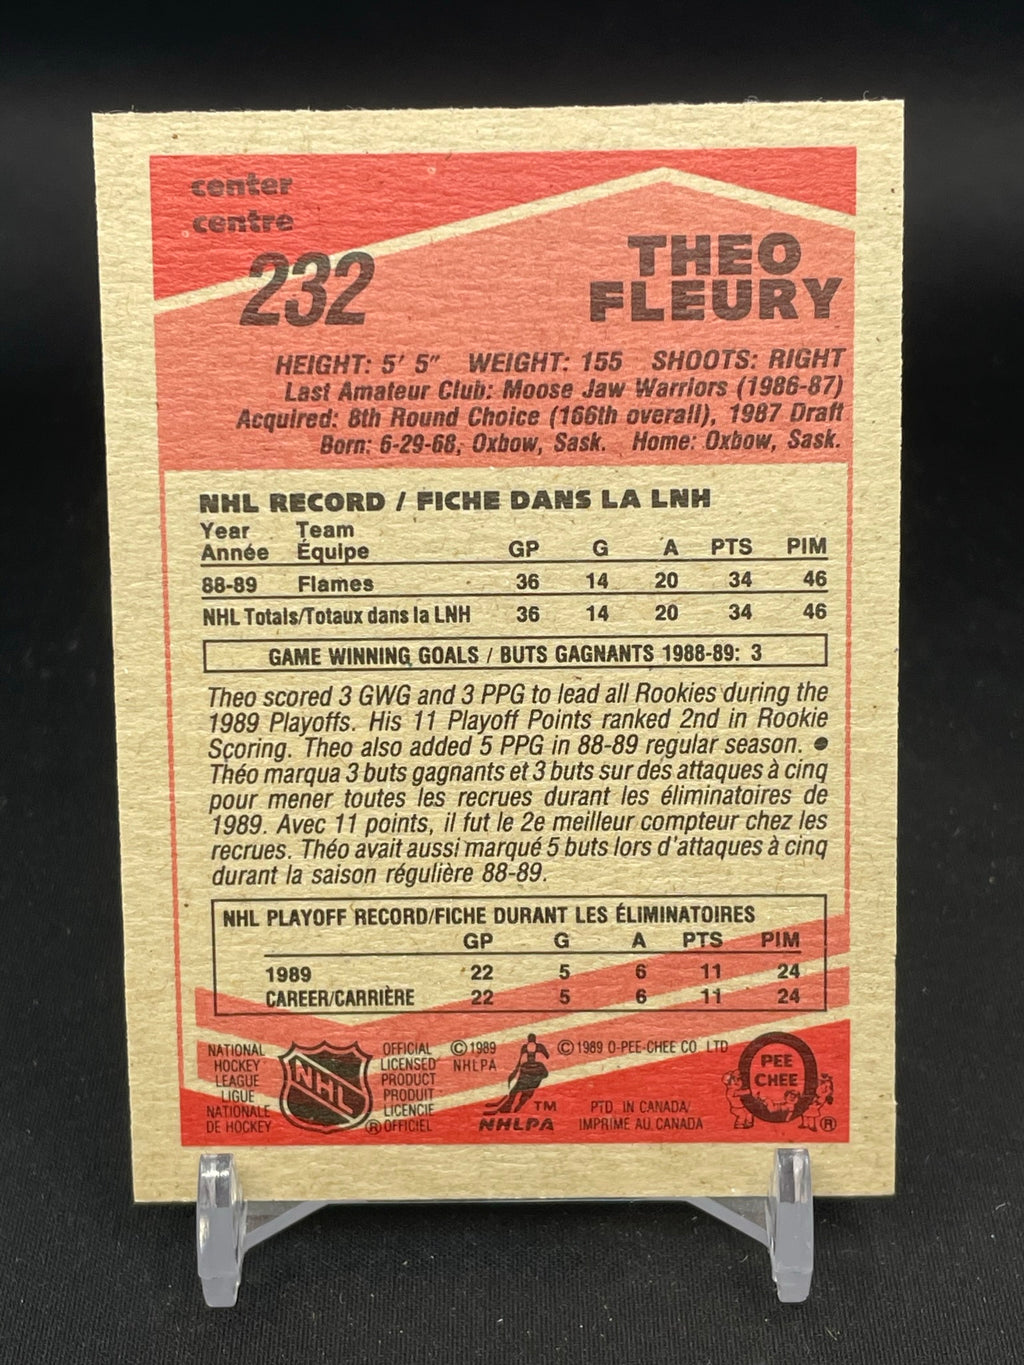 center
centre
232
THEO
FLEURY
HEIGHT: 5' 5" WEIGHT: 155 SHOOTS: RIGHT
Last Amateur Club: Moose Jaw Warriors (1986-87)
Acquired: 8th Round Choice (166th overall), 1987 Draft
Born: 6-29-68, Oxbow, Sask. Home: Oxbow, Sask.
NHL RECORD / FICHE DANS LA LNH
Year Team
Année Équipe GP G A PTS PIM
88-89 Flames 36 14 20 34 46
NHL Totals/Totaux dans la LNH 36 14 20 34 46
GAME WINNING GOALS / BUTS GAGNANTS 1988-89: 3
Theo scored 3 GWG and 3 PPG to lead all Rookies during the
1989 Playoffs. His 11 Playoff Points ranked 2nd in Rookie
Scoring. Theo also added 5 PPG in 88-89 regular season. ●
Théo marqua 3 buts gagnants et 3 buts sur des attaques à cinq
pour mener toutes les recrues durant les éliminatoires de
1989. Avec 11 points, il fut le 2e meilleur compteur chez les
recrues. Théo avait aussi marqué 5 buts lors d'attaques à cinq
durant la saison régulière 88-89.
NHL PLAYOFF RECORD/FICHE DURANT LES ÉLIMINATOIRES
GP G A PTS PIM
1989 22 5 6 11 24
CAREER/CARRIÈRE 22 5 6 11 24
NATIONAL
HOCKEY
LEAGUE
LIGUE
NATIONALE
DE HOCKEY
NHL
®
OFFICIAL
LICENSED
PRODUCT
PRODUIT
LICENCIE
OFFICIEL
© 1989
NHLPA
TM
NHLPA
© 1989 O-PEE-CHEE CO LTD
PTD. IN CANADA/
IMPRIME AU CANADA
PEE
CHEE
®